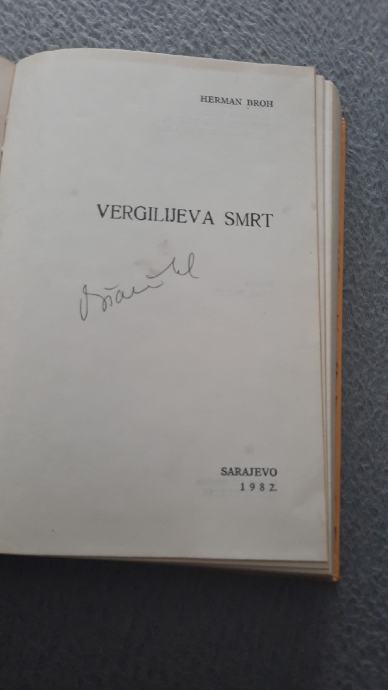 HERMAN BROH
VERGILIJEVA SMRT
SARAJEVO
1982.